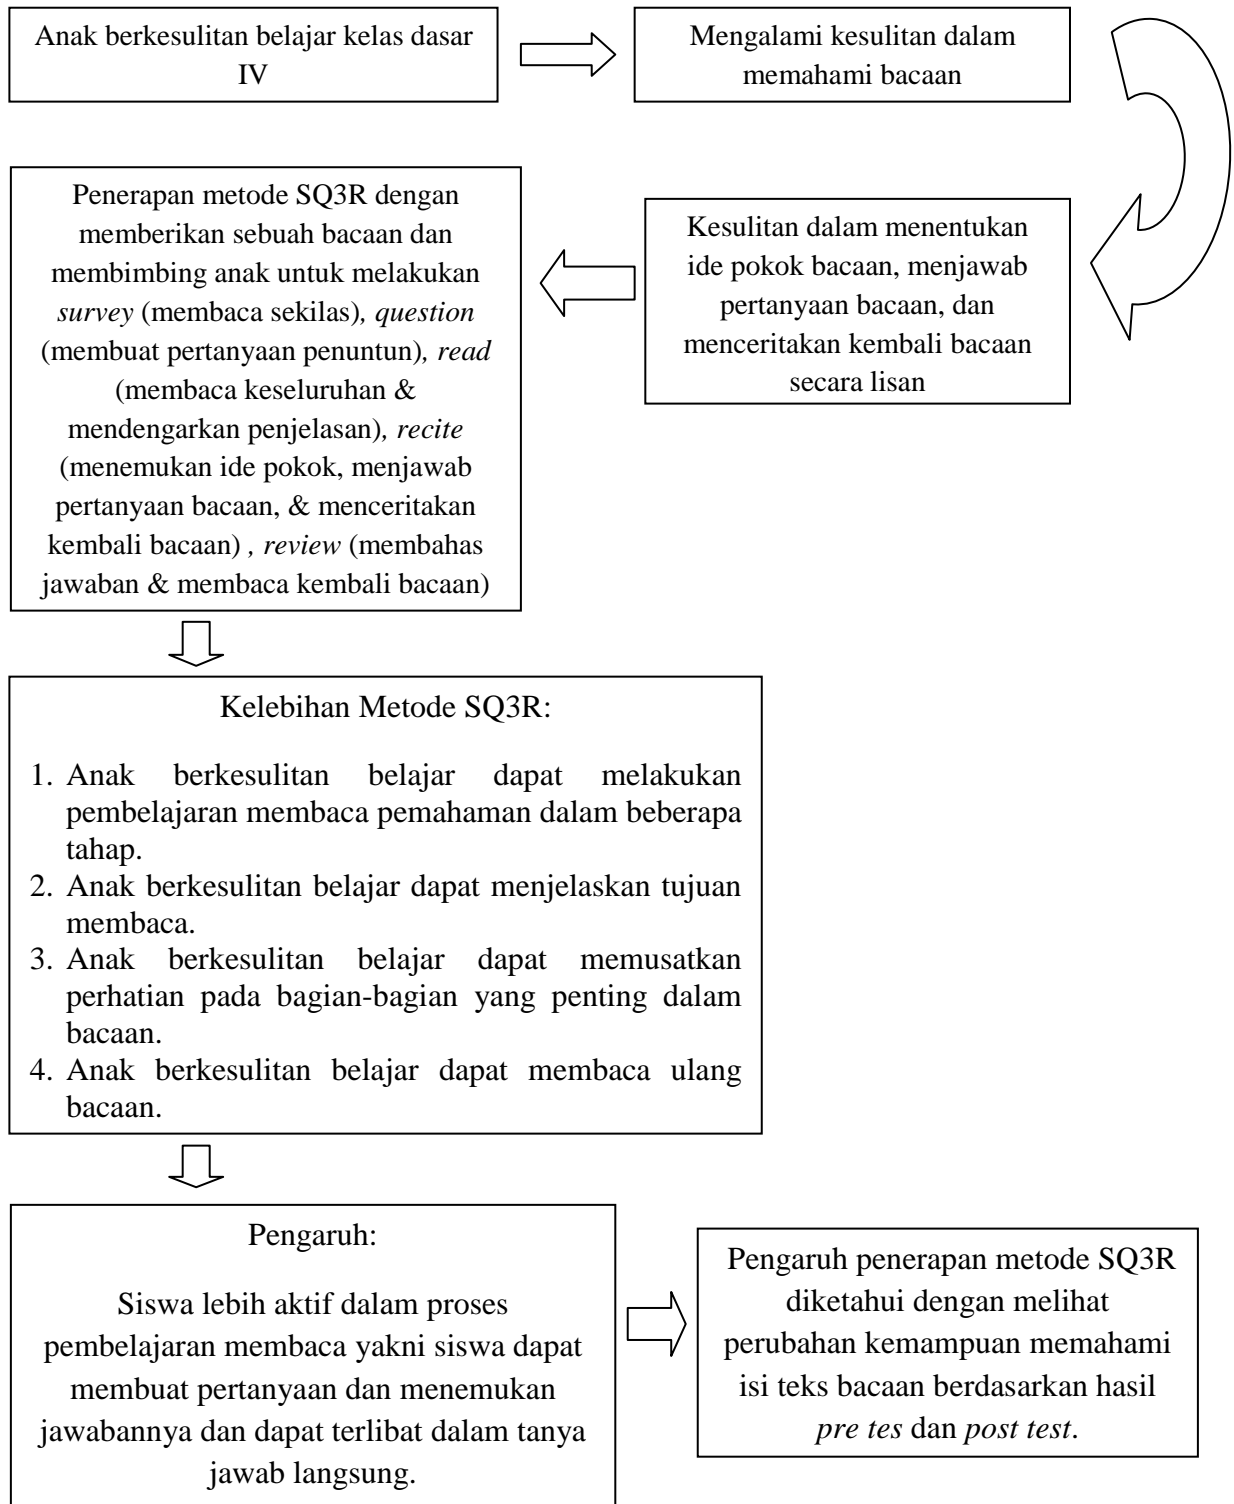 Anak berkesulitan belajar kelas dasar
IV
Mengalami kesulitan dalam
memahami bacaan
Kesulitan dalam menentukan
ide pokok bacaan, menjawab
pertanyaan bacaan, dan
menceritakan kembali bacaan
secara lisan
Penerapan metode SQ3R dengan
memberikan sebuah bacaan dan
membimbing anak untuk melakukan
survey (membaca sekilas), question
(membuat pertanyaan penuntun), read
(membaca keseluruhan &
mendengarkan penjelasan), recite
(menemukan ide pokok, menjawab
pertanyaan bacaan, & menceritakan
kembali bacaan) , review (membahas
jawaban & membaca kembali bacaan)
Kelebihan Metode SQ3R:
1. Anak berkesulitan belajar dapat melakukan
pembelajaran membaca pemahaman dalam beberapa
tahap.
2. Anak berkesulitan belajar dapat menjelaskan tujuan
membaca.
3. Anak berkesulitan belajar dapat memusatkan
perhatian pada bagian-bagian yang penting dalam
bacaan.
4. Anak berkesulitan belajar dapat membaca ulang
bacaan.
Pengaruh:
Siswa lebih aktif dalam proses
pembelajaran membaca yakni siswa dapat
membuat pertanyaan dan menemukan
jawabannya dan dapat terlibat dalam tanya
jawab langsung.
Pengaruh penerapan metode SQ3R
diketahui dengan melihat
perubahan kemampuan memahami
isi teks bacaan berdasarkan hasil
pre tes dan post test.